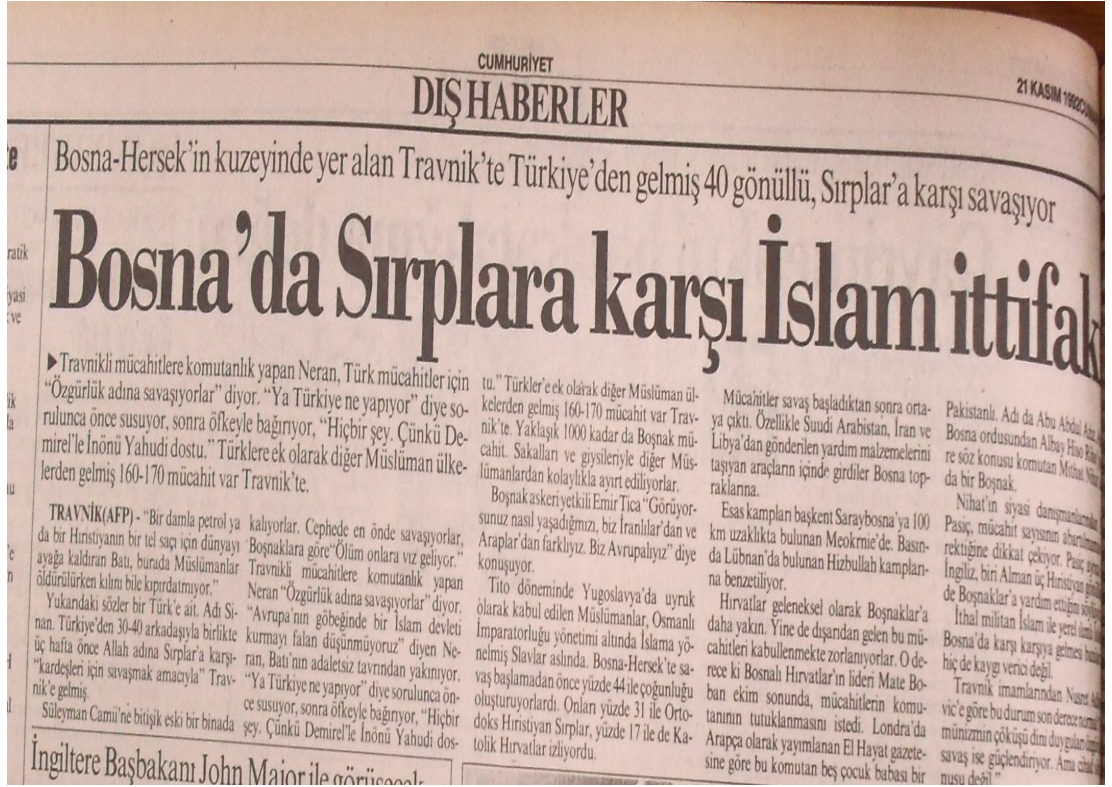 CUMHURİYET
DIŞ HABERLER
21 KASIM 1992
Bosna-Hersek'in kuzeyinde yer alan Travnik'te Türkiye'den gelmiş 40 gönüllü, Sırplar'a karşı savaşıyor
Bosna'da Sırplara karşı İslam ittifak
Travnikli mücahitlere komutanlık yapan Neran, Türk mücahitler için
"Özgürlük adına savaşıyorlar" diyor. "Ya Türkiye ne yapıyor" diye so-
rulunca önce susuyor, sonra öfkeyle bağırıyor, "Hiçbir şey. Çünkü De-
mirel'le İnönü Yahudi dostu." Türklere ek olarak diğer Müslüman ülke-
lerden gelmiş 160-170 mücahit var Travnik'te.
TRAVNİK(AFP) - "Bir damla petrol ya
da bir Hıristiyanın bir tel saçı için dünyayı
ayağa kaldıran Batı, burada Müslümanlar
öldürülürken kılını bile kıpırdatmıyor."
Yukarıdaki sözler bir Türk'e ait. Adı Si-
nan. Türkiye'den 30-40 arkadaşıyla birlikte
üç hafta önce Allah adına Sırplar'a karşı-
"kardeşleri için savaşmak amacıyla" Trav-
nik'e gelmiş.
Süleyman Camii'ne bitişik eski bir binada
kalıyorlar. Cephede en önde savaşıyorlar,
Boşnaklara göre "Ölüm onlara vız geliyor."
Travnikli mücahitlere komutanlık yapan
Neran "Özgürlük adına savaşıyorlar" diyor.
"Avrupa'nın göbeğinde bir İslam devleti
kurmayı falan düşünmüyoruz" diyen Ne-
ran, Batı'nın adaletsiz tavrından yakınıyor.
"Ya Türkiye ne yapıyor" diye sorulunca ön-
ce susuyor, sonra öfkeyle bağırıyor, "Hiçbir
şey. Çünkü Demirel'le İnönü Yahudi dos-
tu." Türkler'e ek olarak diğer Müslüman ül-
kelerden gelmiş 160-170 mücahit var Trav-
nik'te. Yaklaşık 1000 kadar da Boşnak mü-
cahit. Sakalları ve giysileriyle diğer Müs-
lümanlardan kolaylıkla ayırt ediliyorlar.
Boşnak askeri yetkili Emir Tica "Görüyor-
sunuz nasıl yaşadığımızı, biz İranlılar'dan ve
Araplar'dan farklıyız. Biz Avrupalıyız" diye
konuşuyor.
Tito döneminde Yugoslavya'da uyruk
olarak kabul edilen Müslümanlar, Osmanlı
İmparatorluğu yönetimi altında İslama yö-
nelmiş Slavlar aslında. Bosna-Hersek'te sa-
vaş başlamadan önce yüzde 44 ile çoğunluğu
oluşturuyorlardı. Onları yüzde 31 ile Orto-
doks Hıristiyan Sırplar, yüzde 17 ile de Ka-
tolik Hırvatlar izliyordu.
Mücahitler savaş başladıktan sonra orta-
ya çıktı. Özellikle Suudi Arabistan, İran ve
Libya'dan gönderilen yardım malzemelerini
taşıyan araçların içinde girdiler Bosna top-
raklarına.
Esas kampları başkent Saraybosna'ya 100
km uzaklıkta bulunan Meokrnie'de. Basın-
da Lübnan'da bulunan Hizbullah kampları-
na benzetiliyor.
Hırvatlar geleneksel olarak Boşnaklar'a
daha yakın. Yine de dışarıdan gelen bu mü-
cahitleri kabullenmekte zorlanıyorlar. O de-
rece ki Bosnalı Hırvatlar'ın lideri Mate Bo-
ban ekim sonunda, mücahitlerin komu-
tanının tutuklanmasını istedi. Londra'da
Arapça olarak yayımlanan El Hayat gazete-
sine göre bu komutan beş çocuk babası bir
Pakistanlı. Adı da Abu Abdul
Bosna ordusundan Albay Hiso
re söz konusu komutan Mithat
da bir Boşnak.
Nihat'ın siyasi
Pasiç, mücahit sayısının
rektiğine dikkat çekiyor. Pasiç,
İngiliz, biri Alman üç Hıristiyan
de Boşnaklar'a yardım ettiğini
İthal militan İslam ile yerel
Bosna'da karşı karşıya gelmesi
hiç de kaygı verici değil.
Travnik imamlarından Nusret
vic'e göre bu durum son derece
münizmin çöküşü dini duyguları
savaş ise güçlendiriyor. Ama
nusu değil."
İngiltere Başbakanı John Major ile görüşecek
ratik
yasi
ve